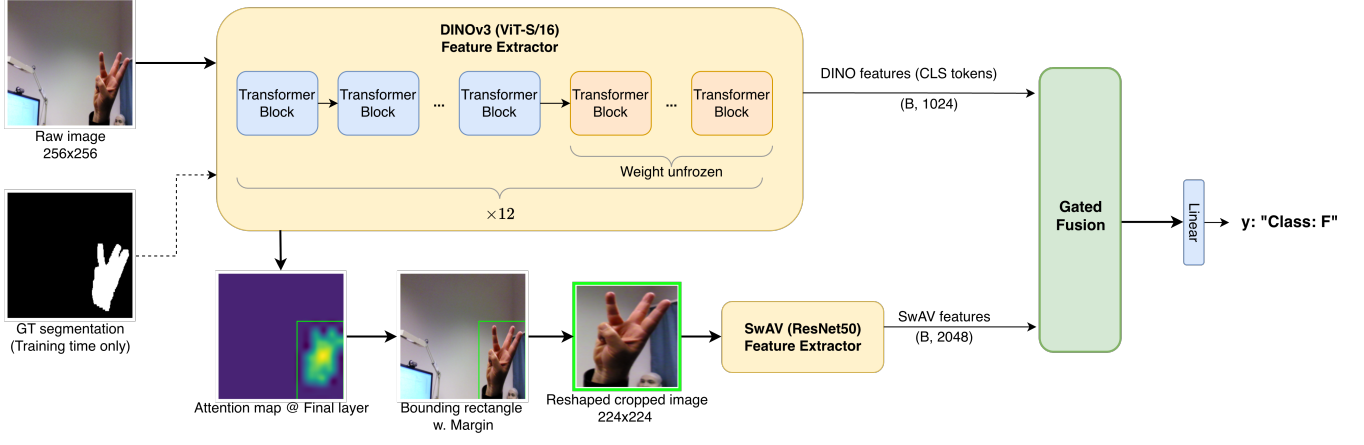 Raw image
256x256
GT segmentation
(Training time only)
DINOv3 (ViT-S/16)
Feature Extractor
Transformer
Block
Transformer
Block
...
Transformer
Block
Transformer
Block
...
Transformer
Block
Weight unfrozen
×12
Attention map @ Final layer
Bounding rectangle
w. Margin
Reshaped cropped image
224x224
SwAV (ResNet50)
Feature Extractor
DINO features (CLS tokens)
(B, 1024)
SwAV features
(B, 2048)
Gated
Fusion
Linear
y: "Class: F"